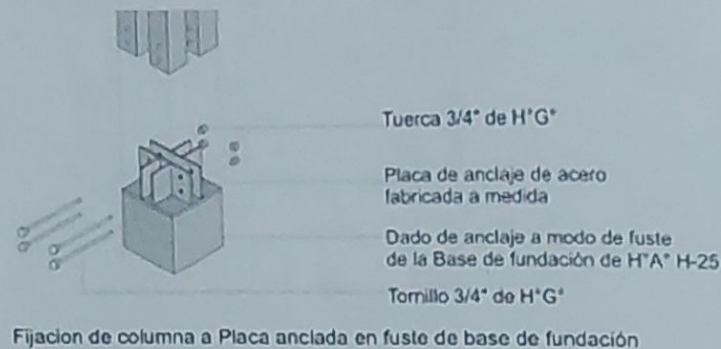 Tuerca 3/4" de H°G°
Placa de anclaje de acero
fabricada a medida
Dado de anclaje a modo de fuste
de la Base de fundación de H°A° H-25
Tornillo 3/4" de H°G°
Fijacion de columna a Placa anclada en fuste de base de fundación